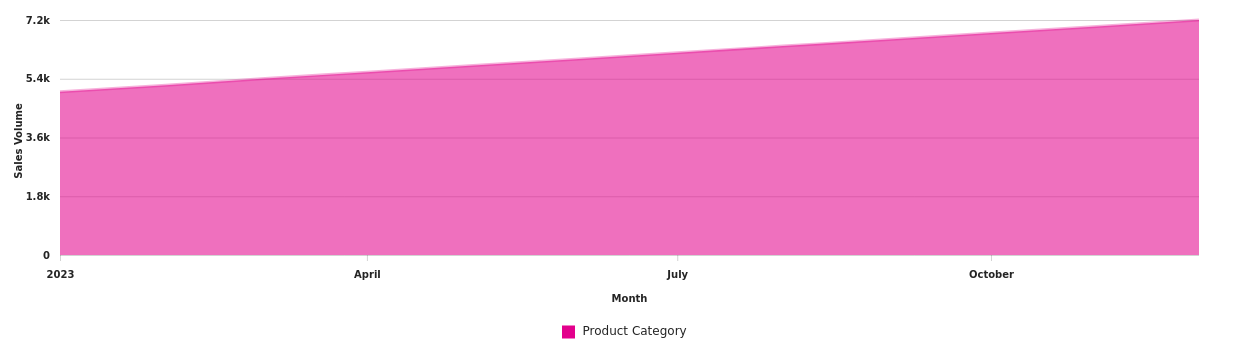 7.2k
5.4k
3.6k
1.8k
0
Sales Volume
2023
April
July
October
Month
Product Category